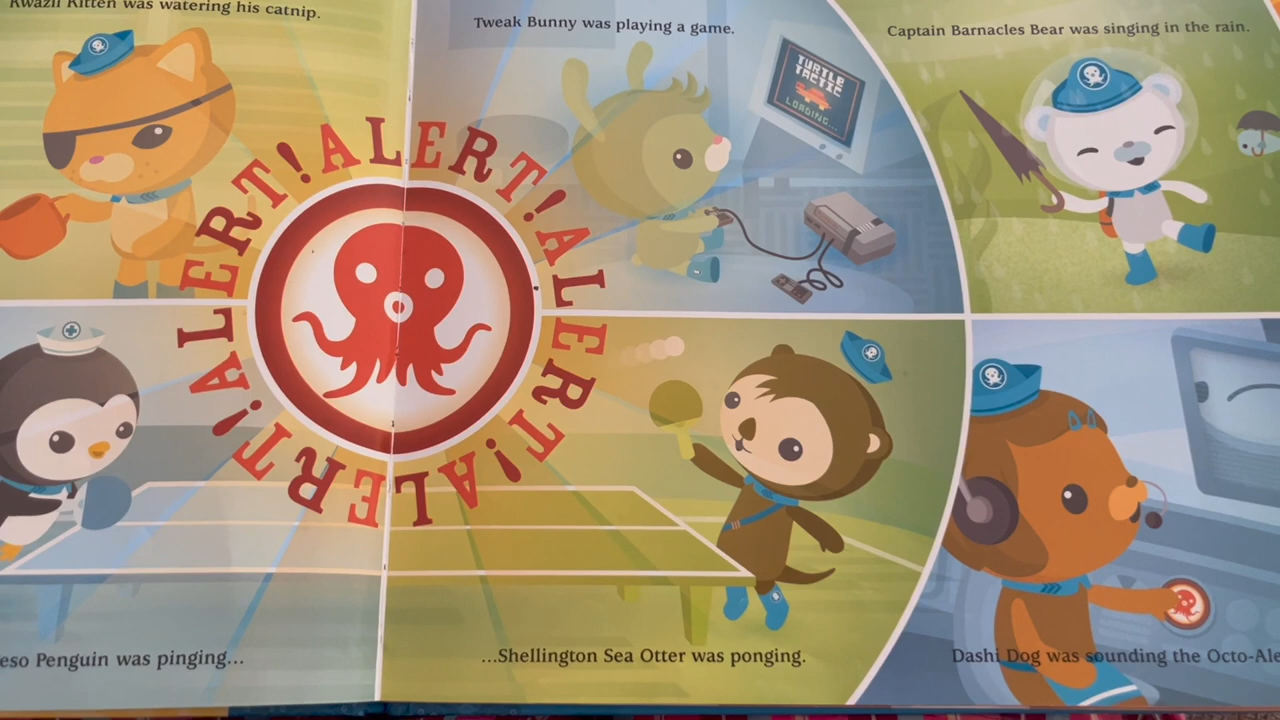 Kwazii Kitten was watering his catnip.
Tweak Bunny was playing a game.
TURTLE
TACTIC
LOADING...
Captain Barnacles Bear was singing in the rain.
ALERT! ALERT! ALERT! ALERT! ALERT!
eso Penguin was pinging...
...Shellington Sea Otter was ponging.
Dashi Dog was sounding the Octo-Ale